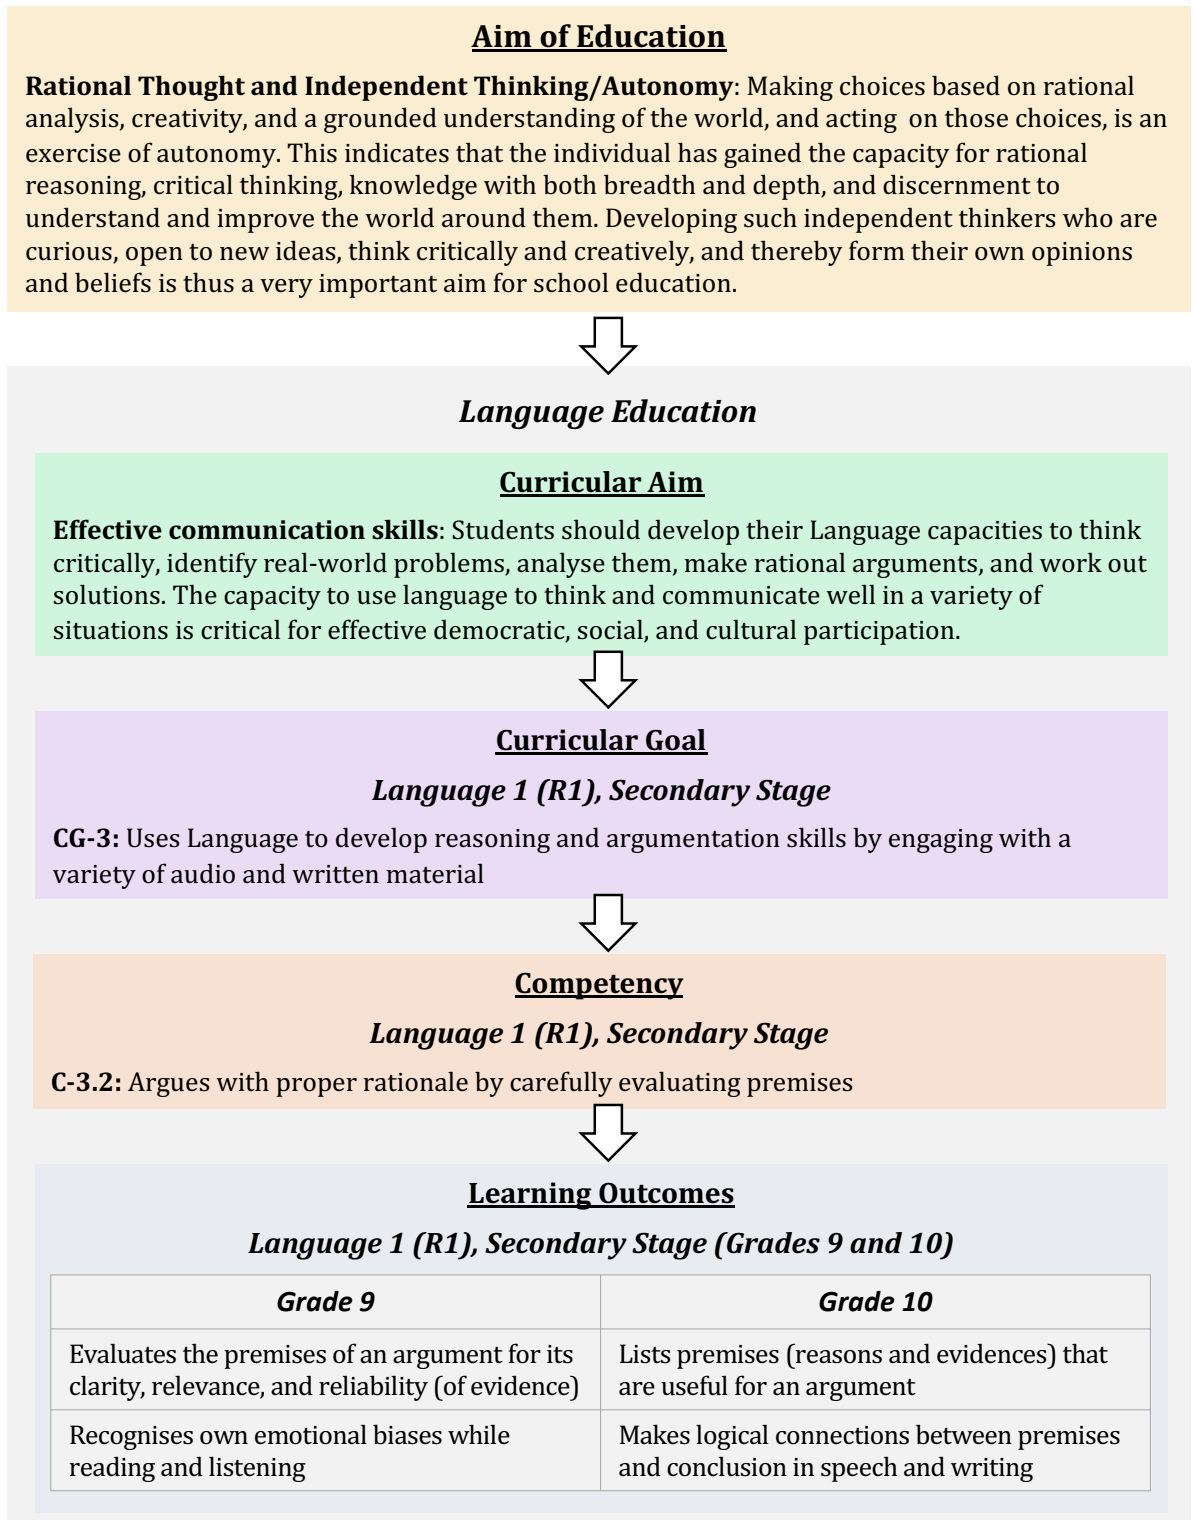 Aim of Education
Rational Thought and Independent Thinking/Autonomy: Making choices based on rational
analysis, creativity, and a grounded understanding of the world, and acting on those choices, is an
exercise of autonomy. This indicates that the individual has gained the capacity for rational
reasoning, critical thinking, knowledge with both breadth and depth, and discernment to
understand and improve the world around them. Developing such independent thinkers who are
curious, open to new ideas, think critically and creatively, and thereby form their own opinions
and beliefs is thus a very important aim for school education.
Language Education
Curricular Aim
Effective communication skills: Students should develop their Language capacities to think
critically, identify real-world problems, analyse them, make rational arguments, and work out
solutions. The capacity to use language to think and communicate well in a variety of
situations is critical for effective democratic, social, and cultural participation.
Curricular Goal
Language 1 (R1), Secondary Stage
CG-3: Uses Language to develop reasoning and argumentation skills by engaging with a
variety of audio and written material
Competency
Language 1 (R1), Secondary Stage
C-3.2: Argues with proper rationale by carefully evaluating premises
Learning Outcomes
Language 1 (R1), Secondary Stage (Grades 9 and 10)
Grade 9
Grade 10
Evaluates the premises of an argument for its
clarity, relevance, and reliability (of evidence)
Lists premises (reasons and evidences) that
are useful for an argument
Recognises own emotional biases while
reading and listening
Makes logical connections between premises
and conclusion in speech and writing